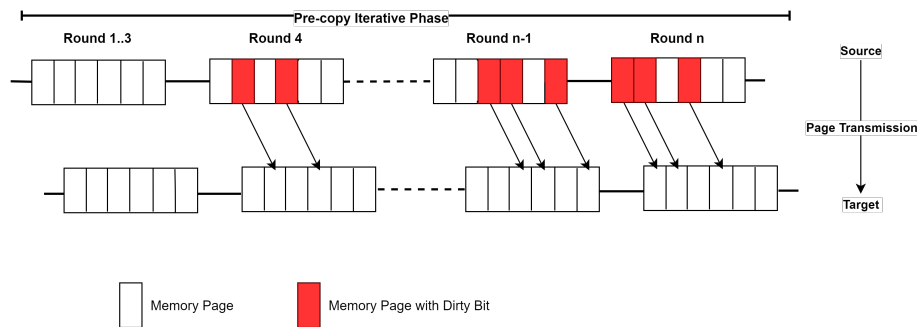 Pre-copy Iterative Phase
Round 1..3
Round 4
Round n-1
Round n
Source
Page Transmission
Target
Memory Page
Memory Page with Dirty Bit